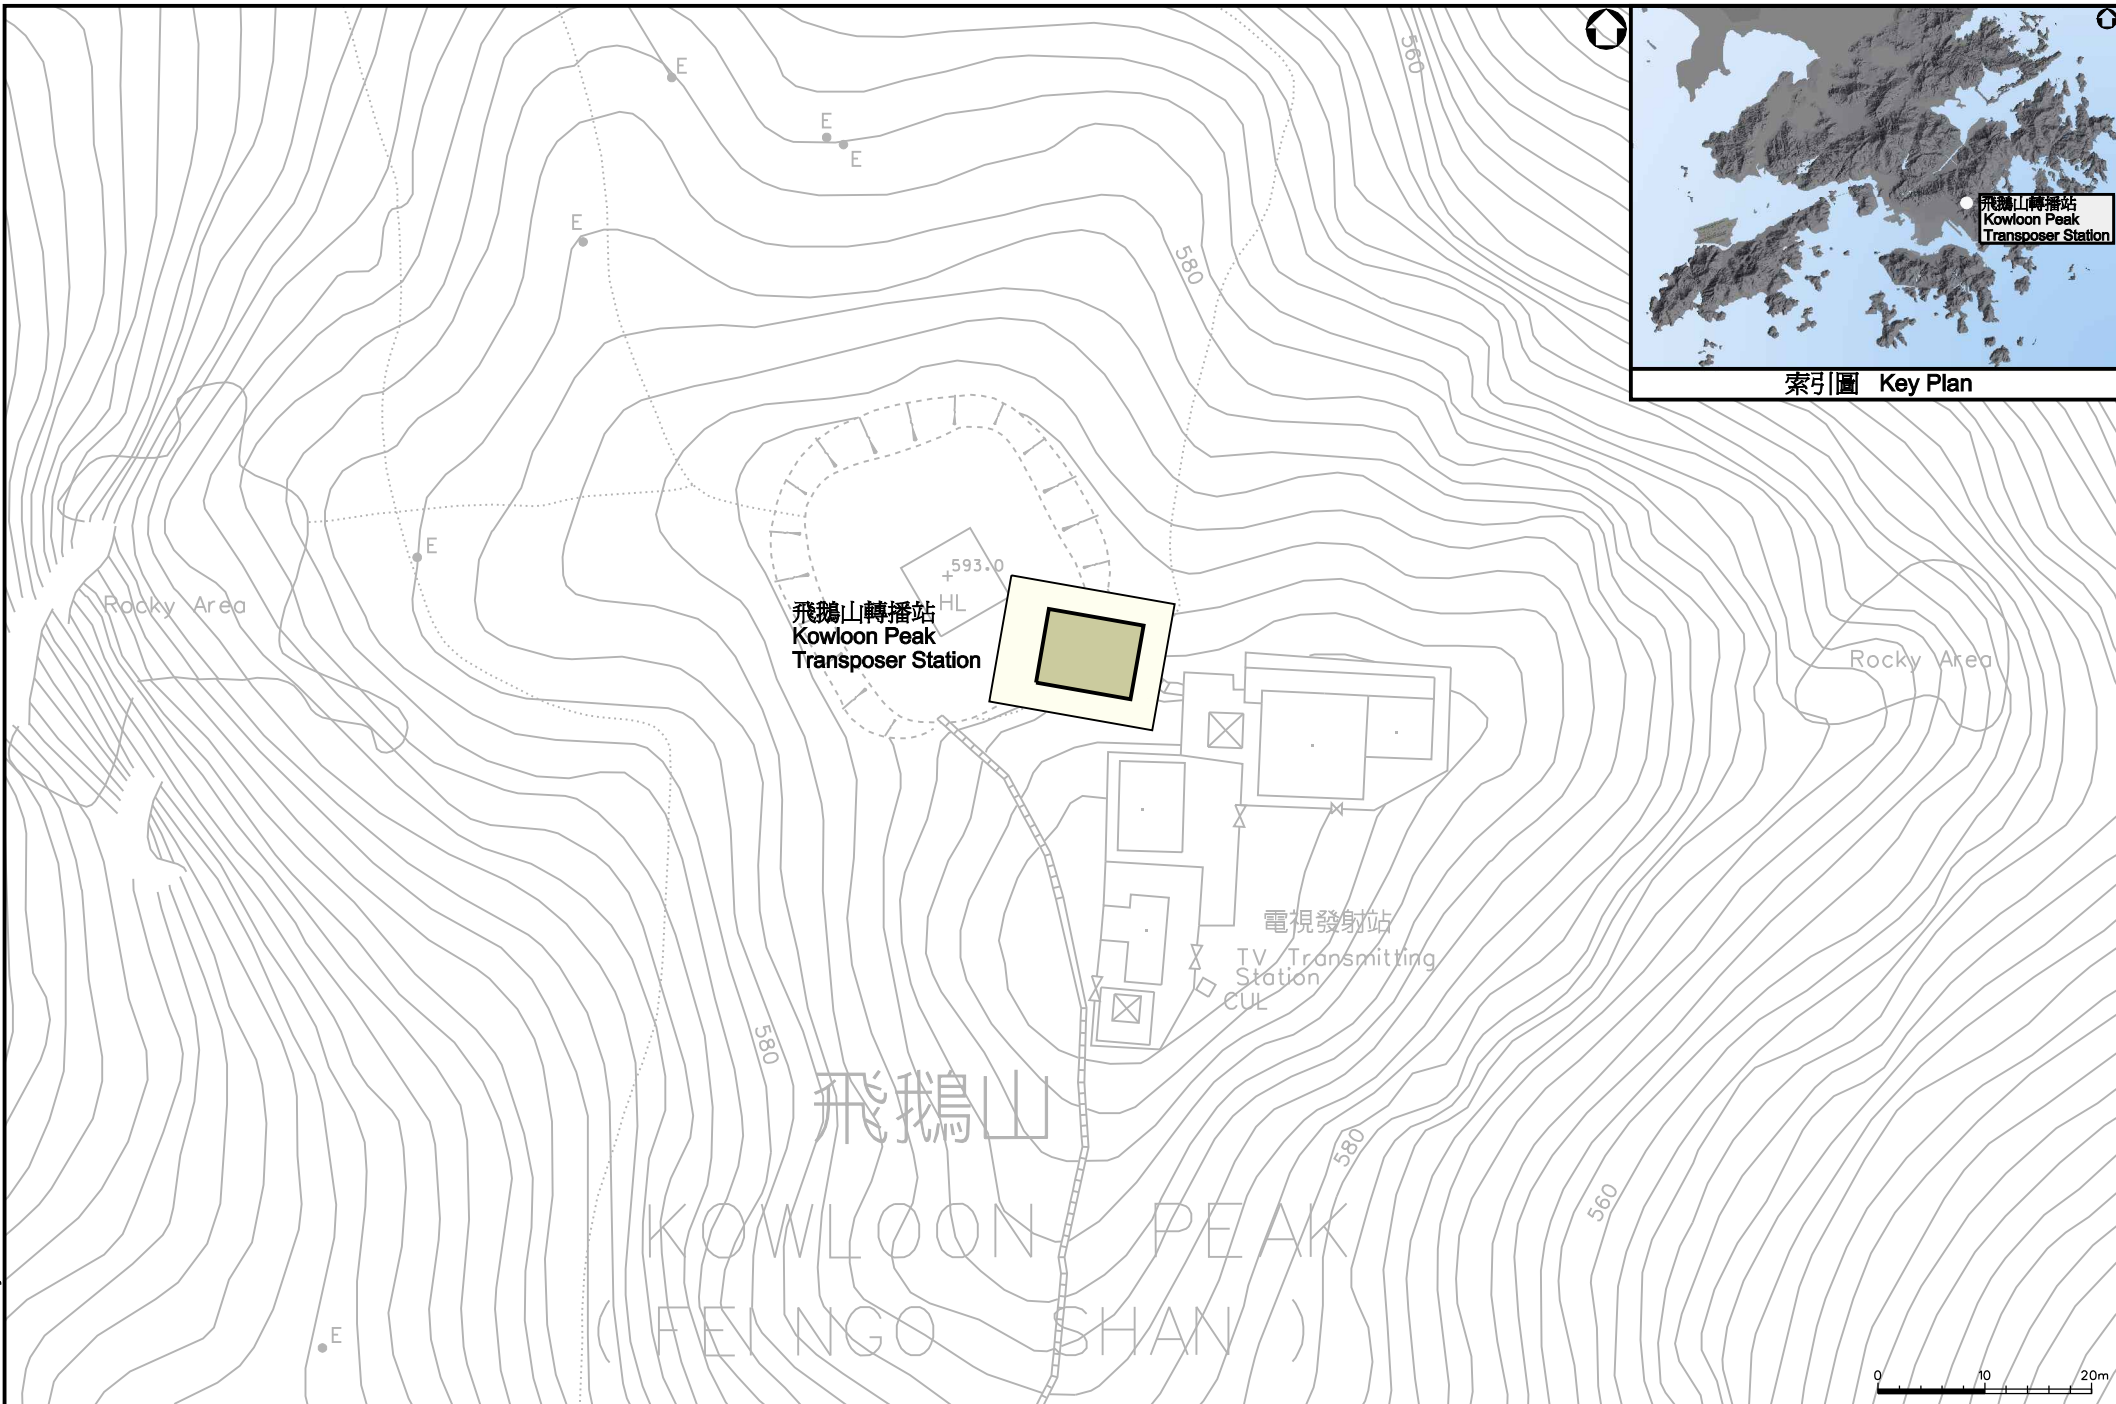 560
飛鵝山轉播站
Kowloon Peak
Transposer Station
索引圖 Key Plan
E
E
E
E
580
E
Rocky Area
593.0
HL
飛鵝山轉播站
Kowloon Peak
Transposer Station
Rocky Area
電視發射站
TV Transmitting
Station
CUL
580
飛鵝山
580
560
KOWLOON PEAK
( FEI NGO SHAN )
E
0 10 20m